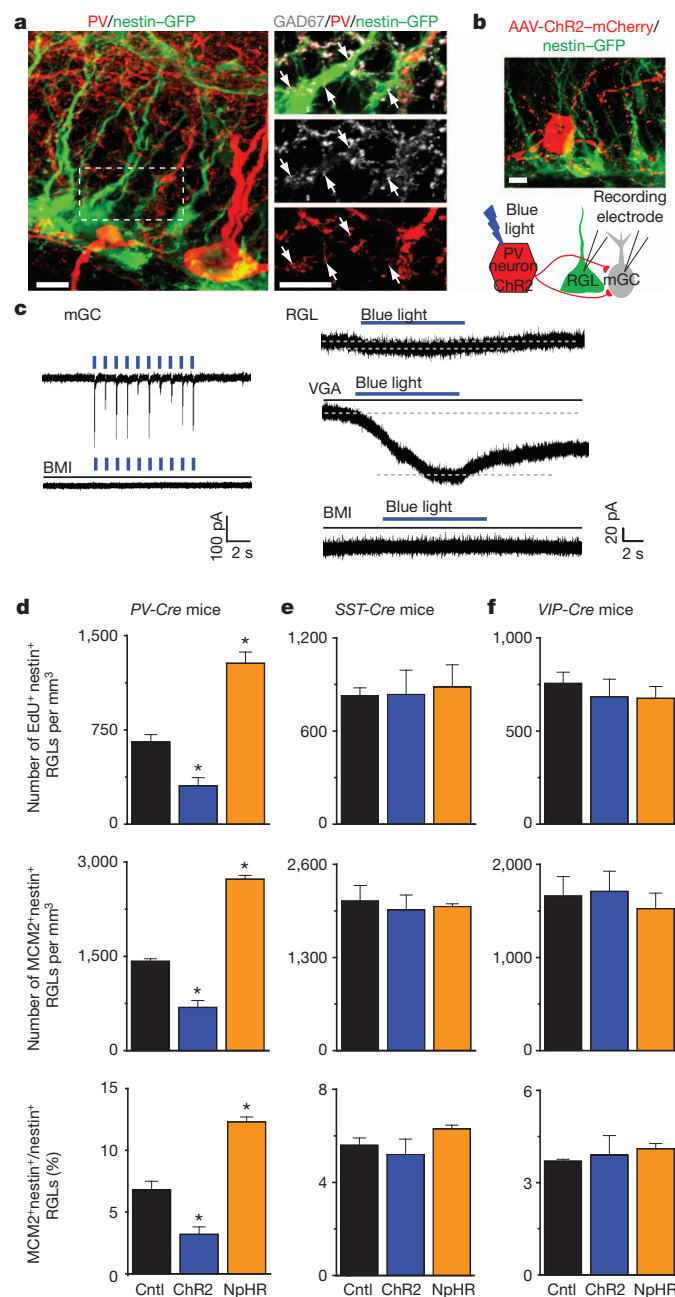 a
PV/nestin–GFP
GAD67/PV/nestin–GFP
b
AAV-ChR2–mCherry/
nestin–GFP
Blue
light
Recording
electrode
PV
neuron
ChR2
RGL
mGC
c
mGC
BMI
100 pA
2 s
RGL
Blue light
VGA
Blue light
BMI
Blue light
20 pA
2 s
d
PV-Cre mice
e
SST-Cre mice
f
VIP-Cre mice
Number of EdU⁺ nestin⁺
RGLs per mm³
1,500
750
0
*
*
1,200
600
0
1,000
500
0
Number of MCM2⁺nestin⁺
RGLs per mm³
3,000
1,500
0
*
*
2,600
1,300
0
2,000
1,000
0
MCM2⁺nestin⁺/nestin⁺
RGLs (%)
15
10
5
0
*
*
8
4
0
6
3
0
Cntl ChR2 NpHR
Cntl ChR2 NpHR
Cntl ChR2 NpHR